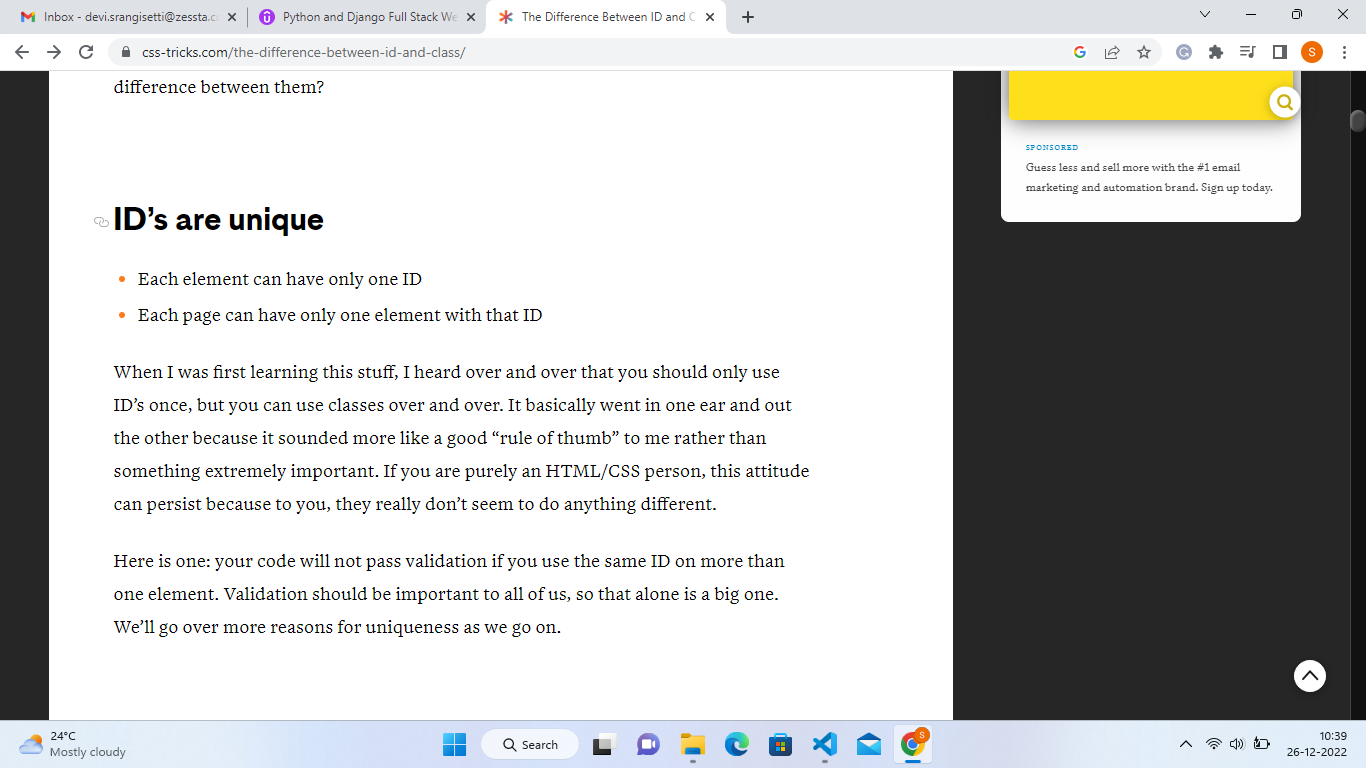 Inbox - devi.srangisetti@zessta.c
Python and Django Full Stack We
The Difference Between ID and C
css-tricks.com/the-difference-between-id-and-class/
S
difference between them?
SPONSORED
Guess less and sell more with the #1 email
marketing and automation brand. Sign up today.
ID’s are unique
Each element can have only one ID
Each page can have only one element with that ID
When I was first learning this stuff, I heard over and over that you should only use
ID’s once, but you can use classes over and over. It basically went in one ear and out
the other because it sounded more like a good “rule of thumb” to me rather than
something extremely important. If you are purely an HTML/CSS person, this attitude
can persist because to you, they really don’t seem to do anything different.
Here is one: your code will not pass validation if you use the same ID on more than
one element. Validation should be important to all of us, so that alone is a big one.
We’ll go over more reasons for uniqueness as we go on.
24°C
Mostly cloudy
Search
S
10:39
26-12-2022